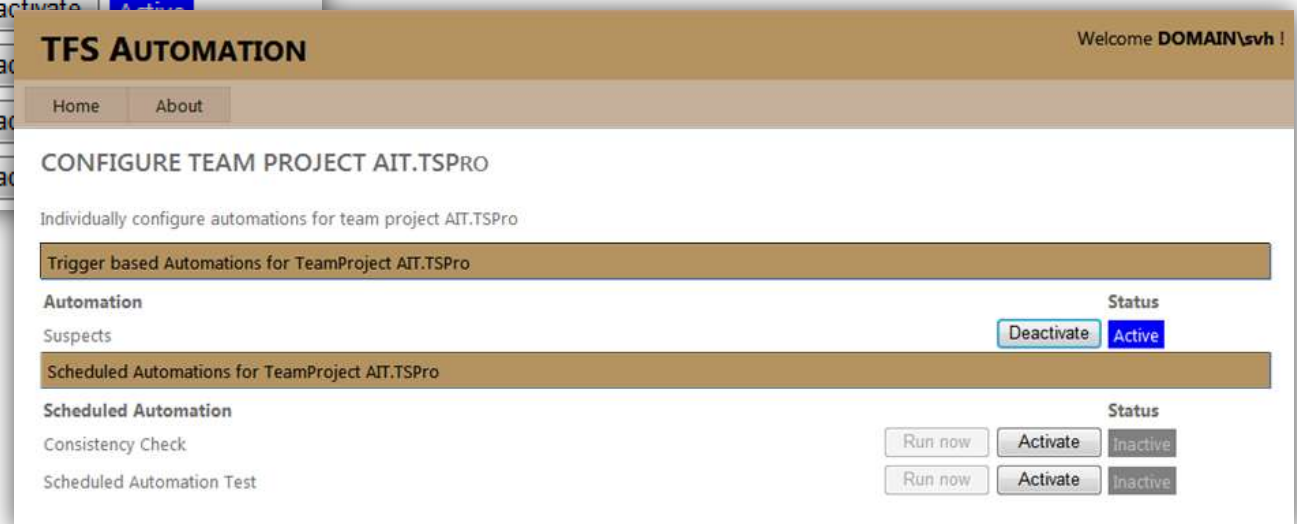 Active
TFS AUTOMATION
Welcome DOMAIN\svh !
Home About
CONFIGURE TEAM PROJECT AIT.TSPRO
Individually configure automations for team project AIT.TSPro
Trigger based Automations for TeamProject AIT.TSPro
Automation Status
Suspects Deactivate Active
Scheduled Automations for TeamProject AIT.TSPro
Scheduled Automation Status
Consistency Check Run now Activate Inactive
Scheduled Automation Test Run now Activate Inactive